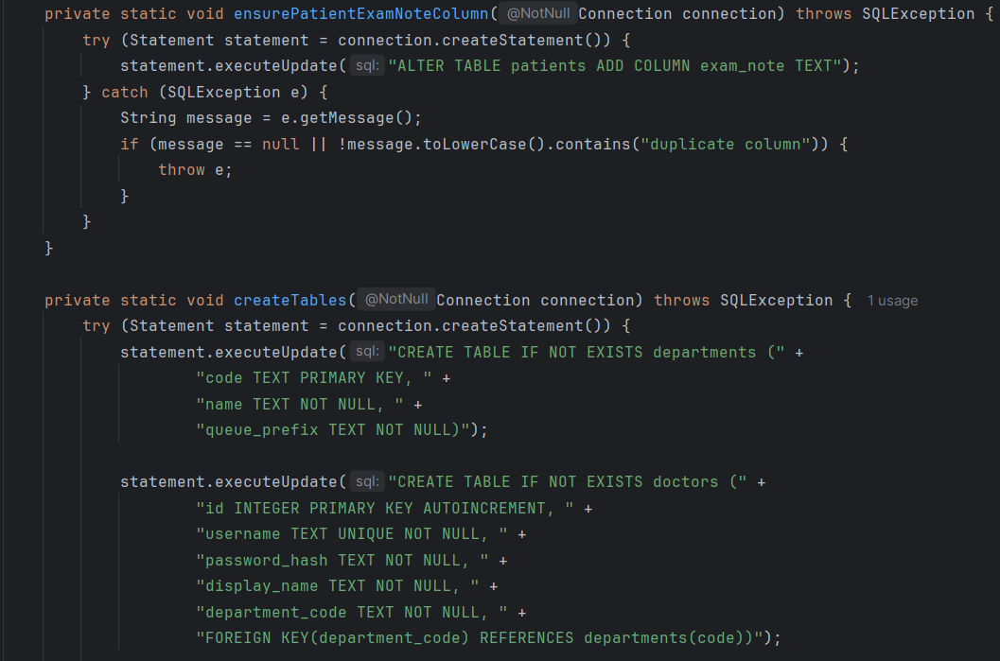 private static void ensurePatientExamNoteColumn( @NotNull Connection connection) throws SQLException {
try (Statement statement = connection.createStatement()) {
statement.executeUpdate( sql: "ALTER TABLE patients ADD COLUMN exam_note TEXT");
} catch (SQLException e) {
String message = e.getMessage();
if (message == null || !message.toLowerCase().contains("duplicate column")) {
throw e;
}
}
}
private static void createTables( @NotNull Connection connection) throws SQLException { 1 usage
try (Statement statement = connection.createStatement()) {
statement.executeUpdate( sql: "CREATE TABLE IF NOT EXISTS departments (" +
"code TEXT PRIMARY KEY, " +
"name TEXT NOT NULL, " +
"queue_prefix TEXT NOT NULL)");
statement.executeUpdate( sql: "CREATE TABLE IF NOT EXISTS doctors (" +
"id INTEGER PRIMARY KEY AUTOINCREMENT, " +
"username TEXT UNIQUE NOT NULL, " +
"password_hash TEXT NOT NULL, " +
"display_name TEXT NOT NULL, " +
"department_code TEXT NOT NULL, " +
"FOREIGN KEY(department_code) REFERENCES departments(code))");